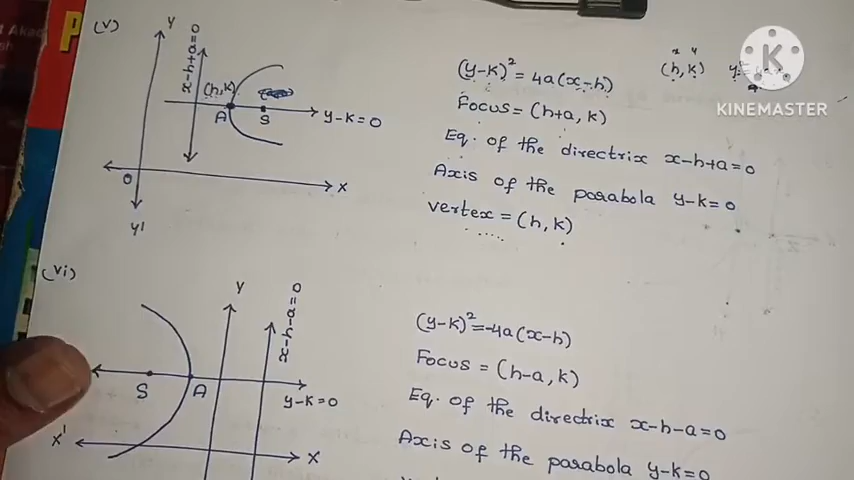 (v)
Y
x-h+a=0
(h, k)
A
S
y-k=0
O
X
Y'
(y-k)² = 4a(x-h)
x y
(h, k)
Focus = (h+a, k)
Eq. of the directrix x-h+a=0
Axis of the parabola y-k=0
vertex = (h, k)
K
KINEMASTER
P
(vi)
Y
x-h-a=0
S
A
y-k=0
X'
X
(y-k)²=-4a(x-h)
Focus = (h-a, k)
Eq. of the directrix x-h-a=0
Axis of the parabola y-k=0